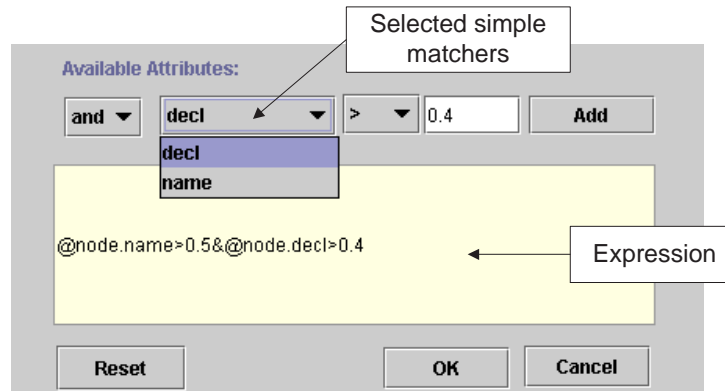 Selected simple
matchers
Available Attributes:
and decl > 0.4 Add
decl
name
@node.name>0.5&@node.decl>0.4
Expression
Reset OK Cancel